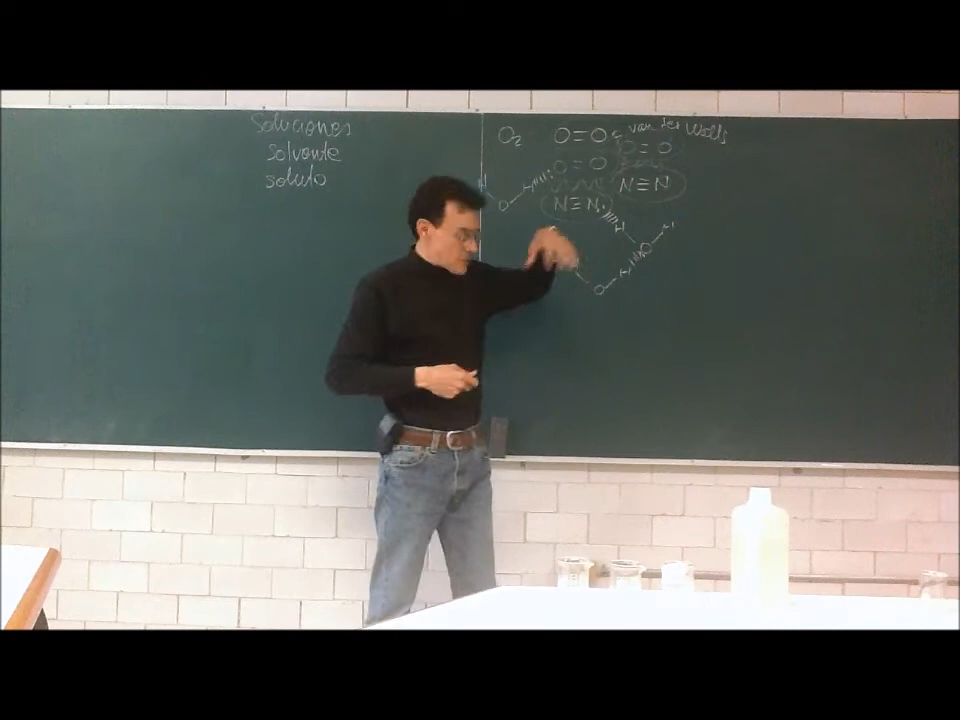 Soluciones
Solvente
Soluto
O₂
O=O
van der Walls
O=O
O=O
N≡N
N≡N